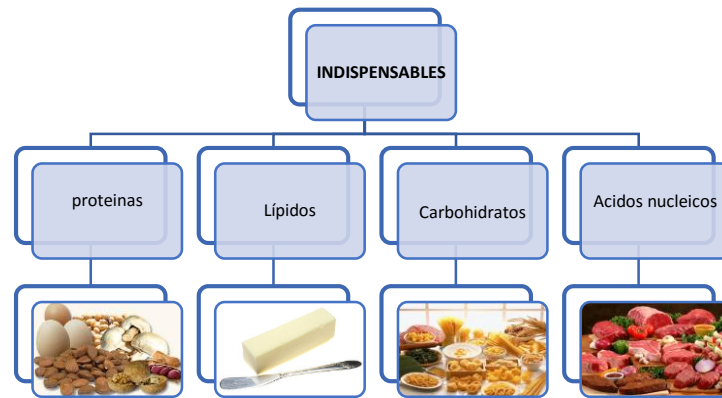 INDISPENSABLES
proteinas
Lípidos
Carbohidratos
Acidos nucleicos